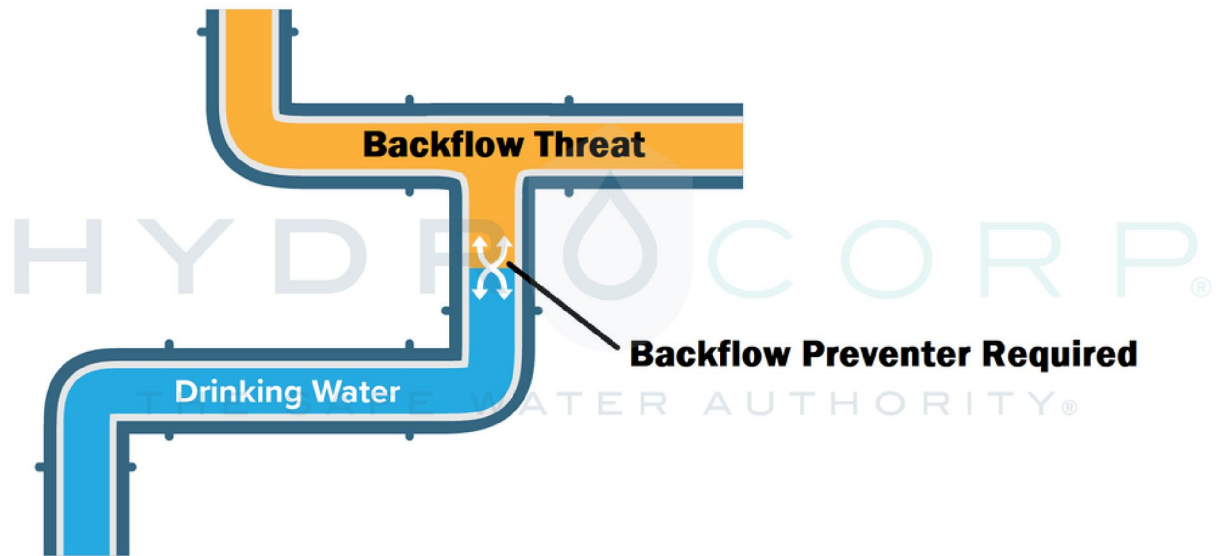 Backflow Threat
HYDROCORP®
Backflow Preventer Required
Drinking Water
THE SAFE WATER AUTHORITY®